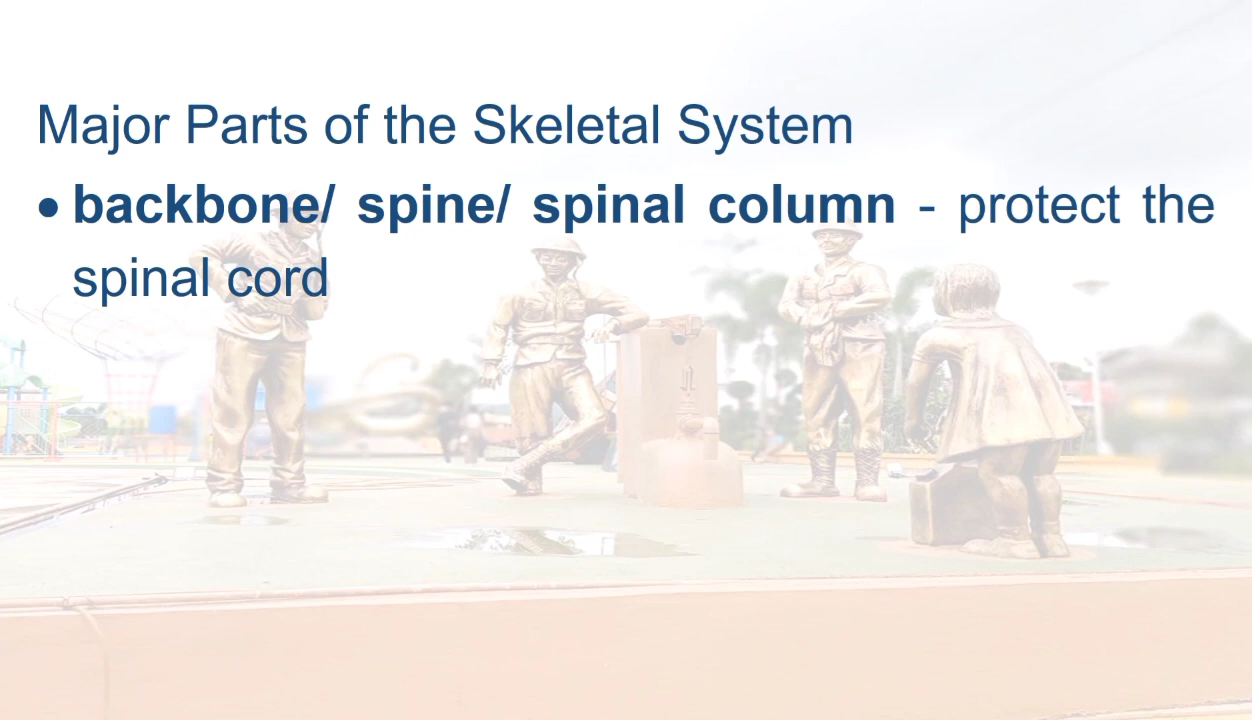 Major Parts of the Skeletal System
• backbone/ spine/ spinal column - protect the
spinal cord